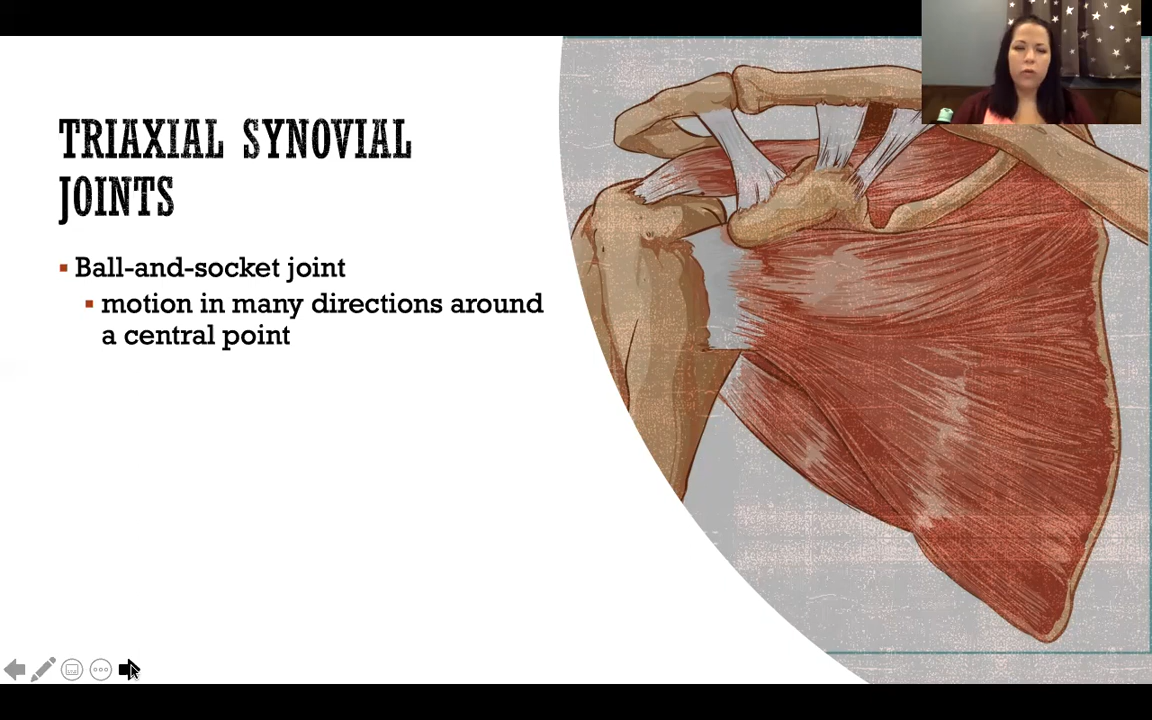 TRIAXIAL SYNOVIAL
JOINTS
▪ Ball-and-socket joint
▪ motion in many directions around
a central point